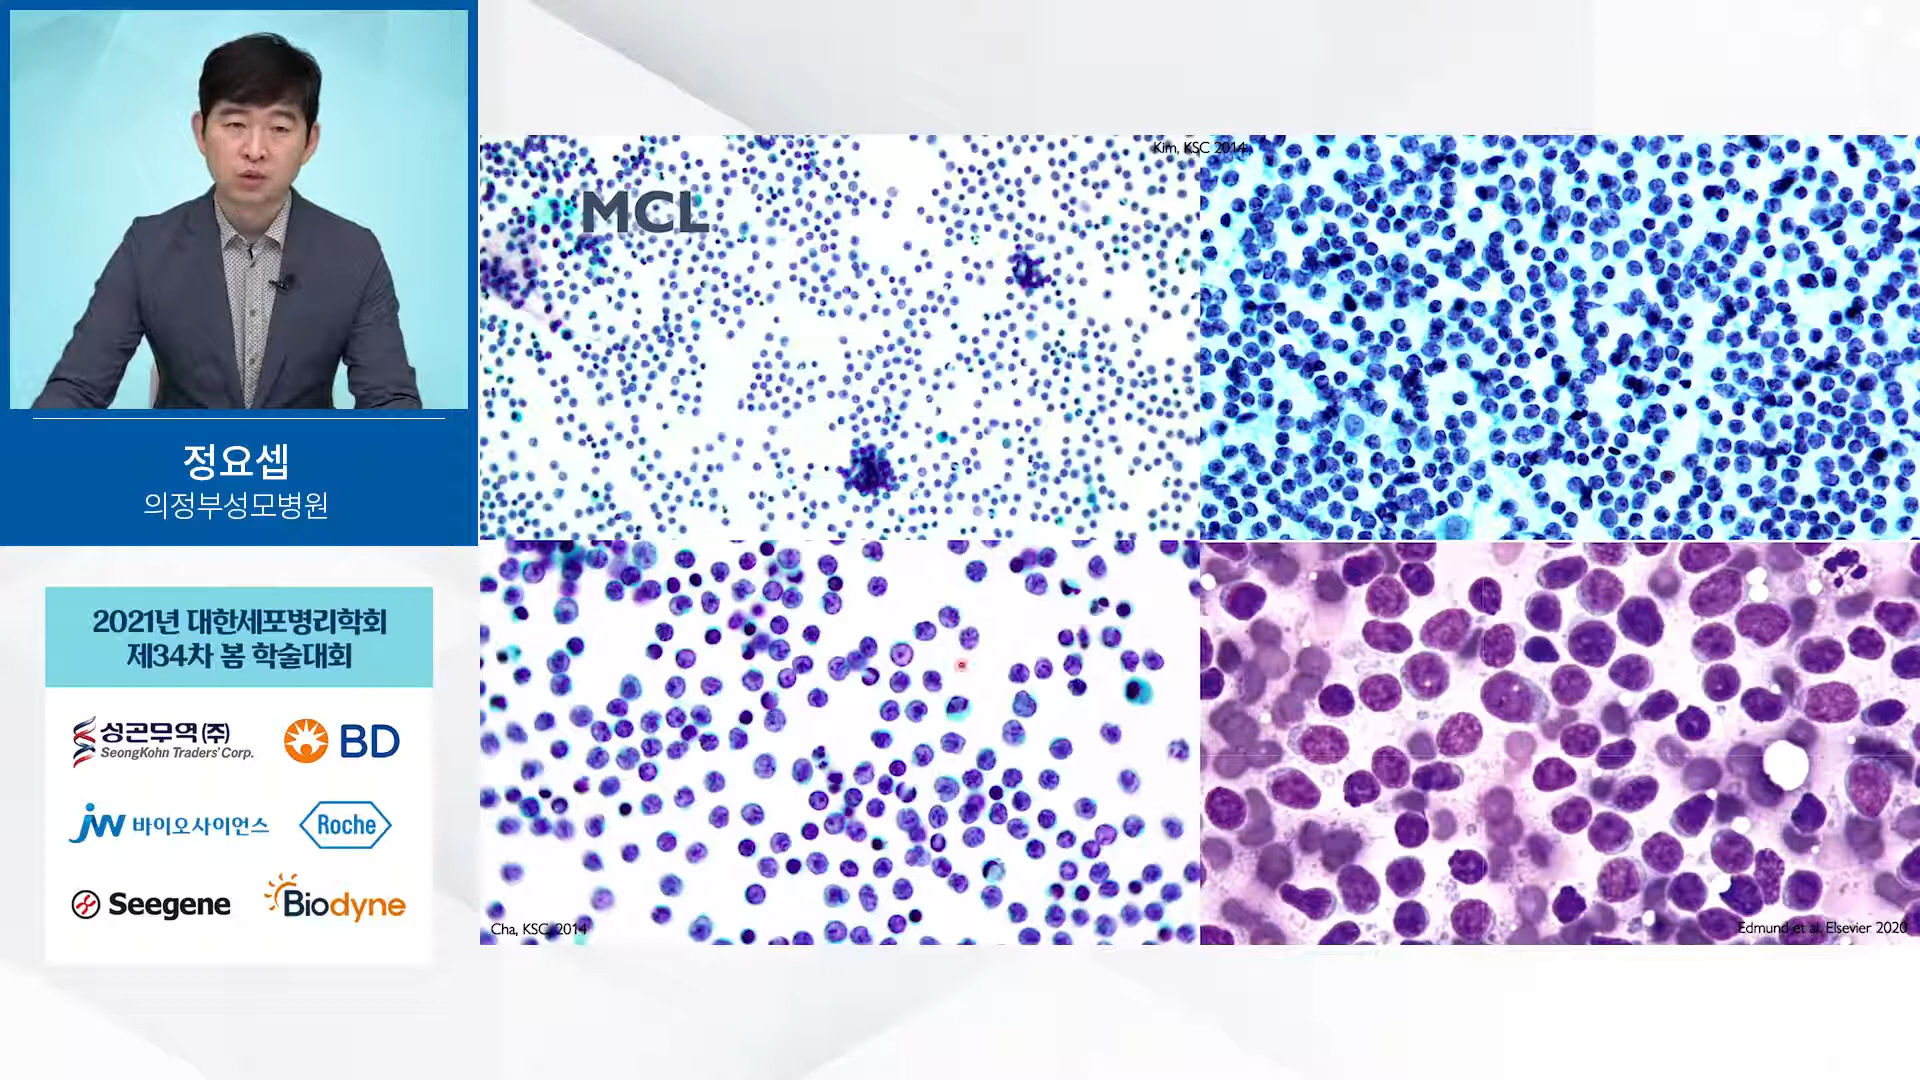 정요셉
의정부성모병원
2021년 대한세포병리학회
제34차 봄 학술대회
성곤무역(주)
SeongKohn Traders' Corp.
BD
jw 바이오사이언스
Roche
Seegene
Biodyne
MCL
Kim, KSC 2014
Cha, KSC, 2014
Edmund et al. Elsevier 2020